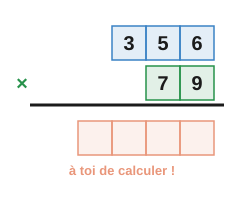 356
× 79
à toi de calculer !